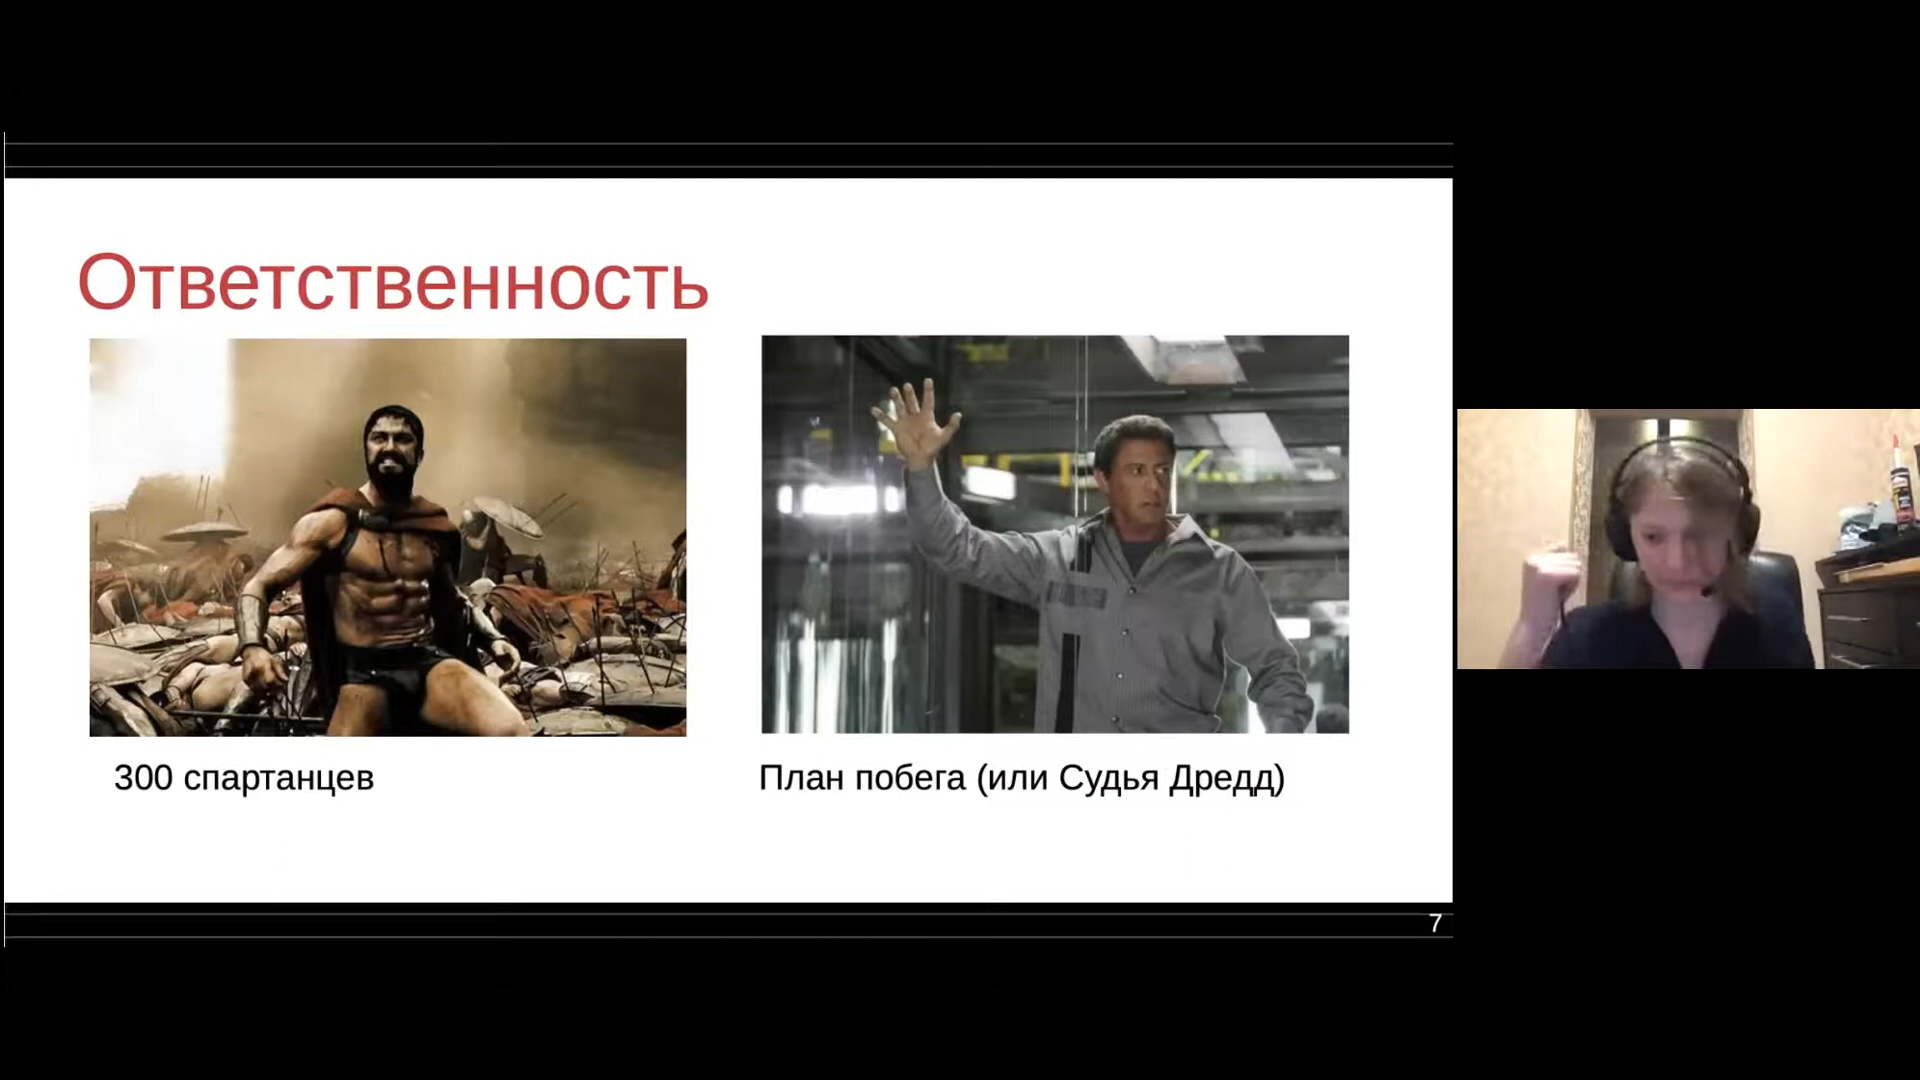 Ответственность
300 спартанцев
План побега (или Судья Дредд)
7